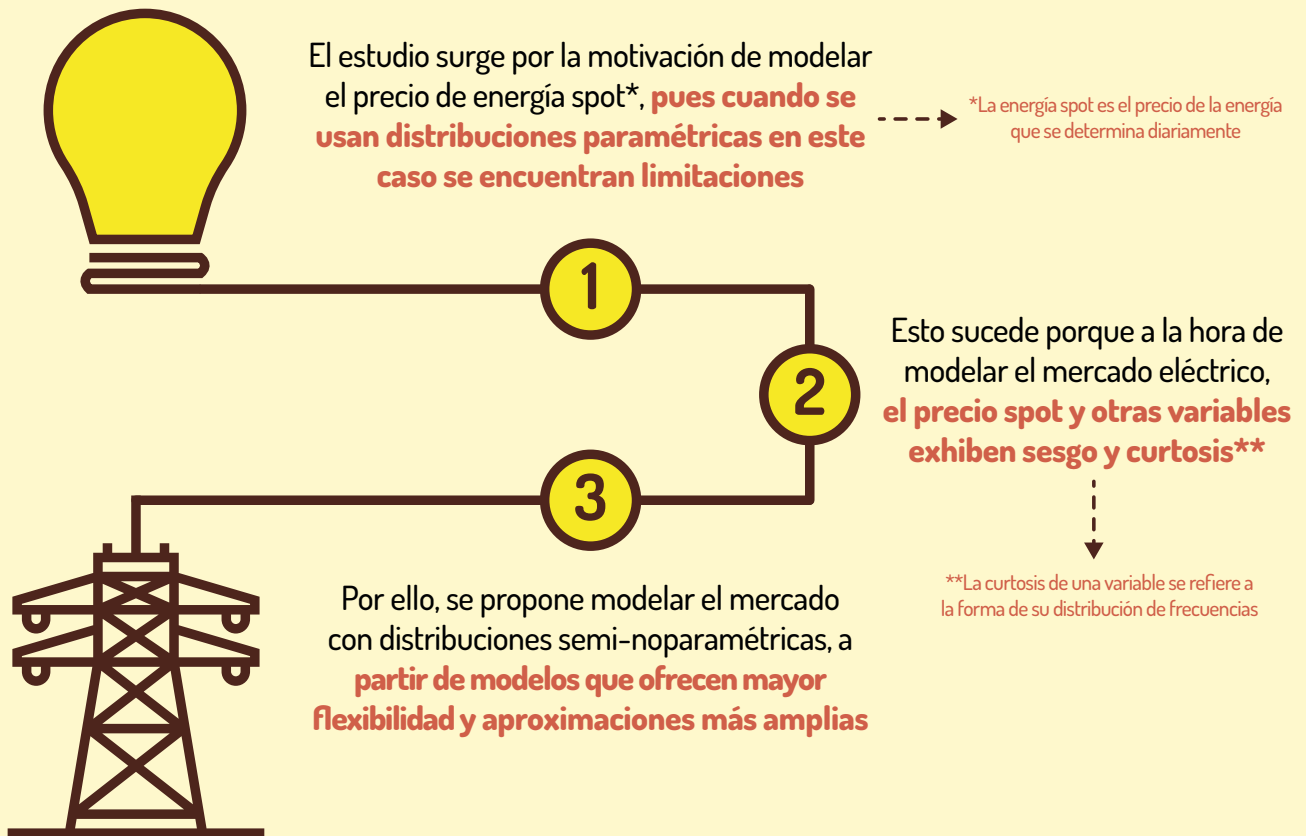 El estudio surge por la motivación de modelar
el precio de energía spot*, pues cuando se
usan distribuciones paramétricas en este
caso se encuentran limitaciones
*La energía spot es el precio de la energía
que se determina diariamente
1
2
Esto sucede porque a la hora de
modelar el mercado eléctrico,
el precio spot y otras variables
exhiben sesgo y curtosis**
**La curtosis de una variable se refiere a
la forma de su distribución de frecuencias
3
Por ello, se propone modelar el mercado
con distribuciones semi-noparamétricas, a
partir de modelos que ofrecen mayor
flexibilidad y aproximaciones más amplias